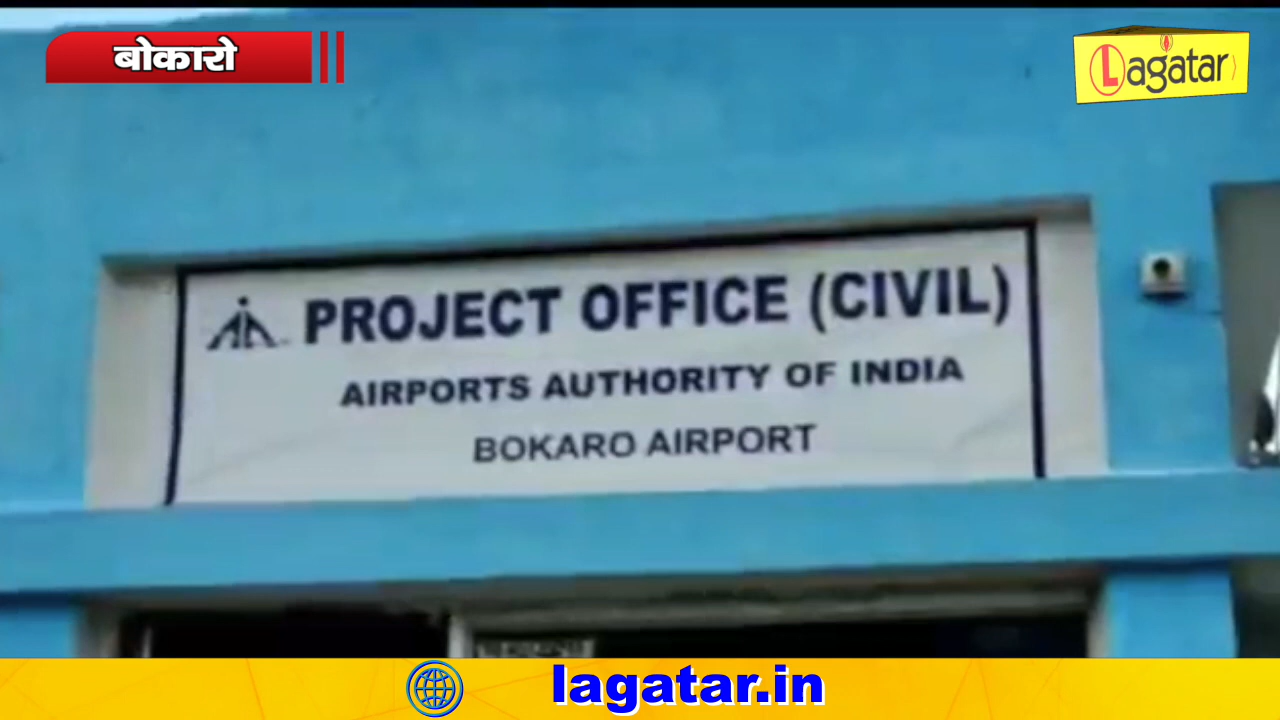 बोकारो
Lagatar
PROJECT OFFICE (CIVIL)
AIRPORTS AUTHORITY OF INDIA
BOKARO AIRPORT
lagatar.in